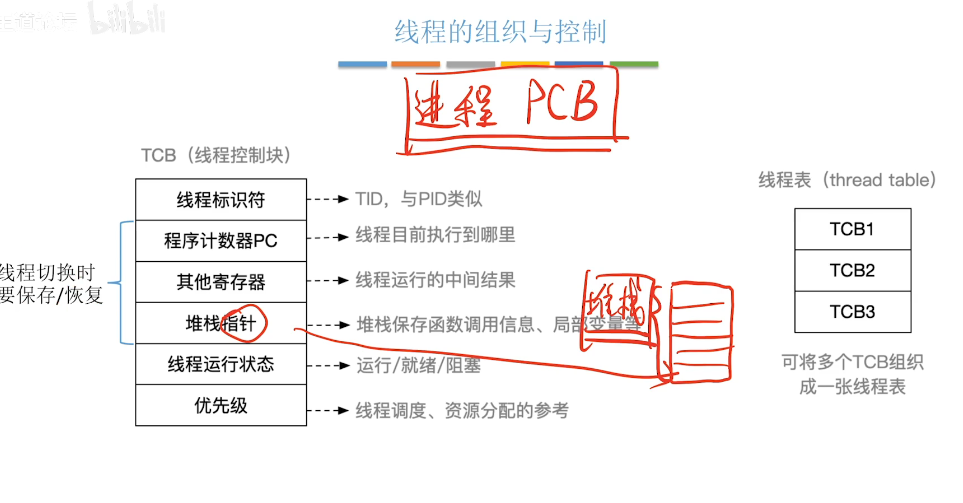 bilibili
线程的组织与控制
进程 PCB
TCB（线程控制块）
线程标识符
TID，与PID类似
程序计数器PC
线程目前执行到哪里
其他寄存器
线程运行的中间结果
堆栈指针
堆栈保存函数调用信息、局部变量等
线程运行状态
运行/就绪/阻塞
优先级
线程调度、资源分配的参考
线程切换时
要保存/恢复
堆栈
线程表（thread table）
TCB1
TCB2
TCB3
可将多个TCB组织
成一张线程表